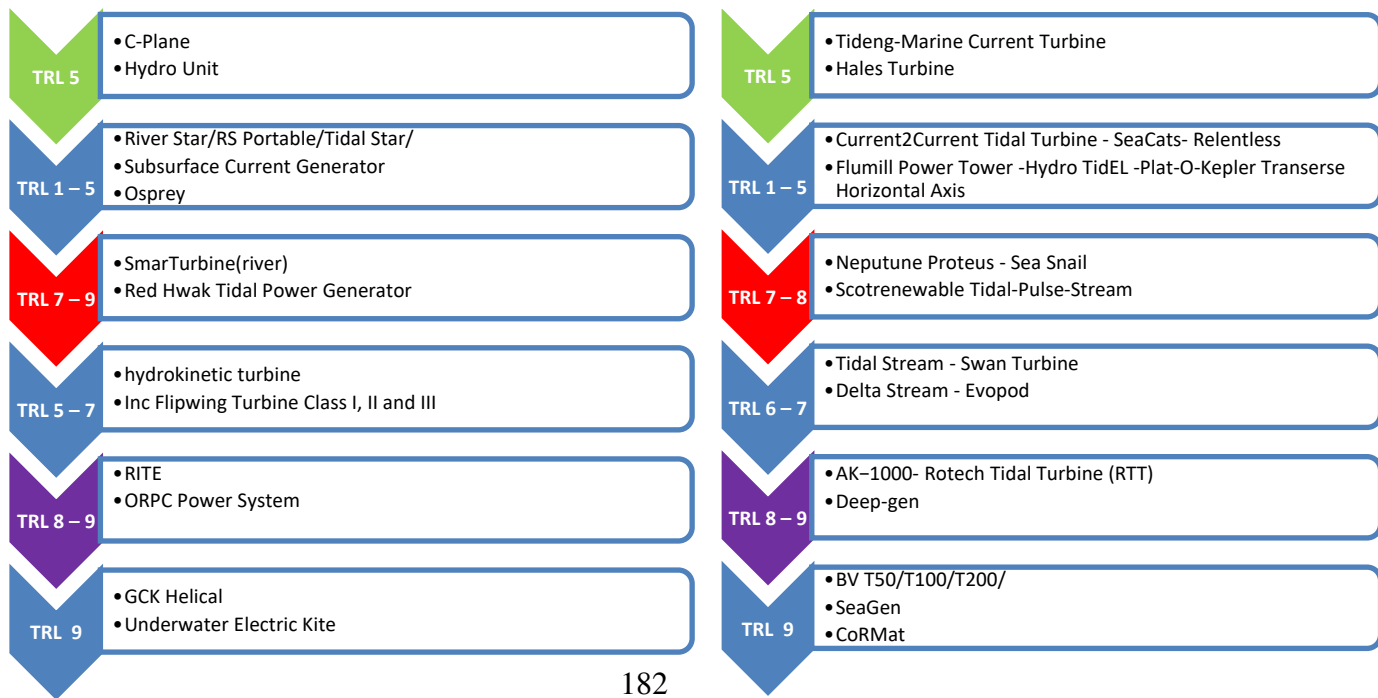 TRL 5
•C-Plane
•Hydro Unit
TRL 1 – 5
•River Star/RS Portable/Tidal Star/
•Subsurface Current Generator
•Osprey
TRL 7 – 9
•SmarTurbine(river)
•Red Hwak Tidal Power Generator
TRL 5 – 7
•hydrokinetic turbine
•Inc Flipwing Turbine Class I, II and III
TRL 8 – 9
•RITE
•ORPC Power System
TRL 9
•GCK Helical
•Underwater Electric Kite
TRL 5
•Tideng-Marine Current Turbine
•Hales Turbine
TRL 1 – 5
•Current2Current Tidal Turbine - SeaCats- Relentless
•Flumill Power Tower -Hydro TidEL -Plat-O-Kepler Transerse
Horizontal Axis
TRL 7 – 8
•Neputune Proteus - Sea Snail
•Scotrenewable Tidal-Pulse-Stream
TRL 6 – 7
•Tidal Stream - Swan Turbine
•Delta Stream - Evopod
TRL 8 – 9
•AK–1000- Rotech Tidal Turbine (RTT)
•Deep-gen
TRL 9
•BV T50/T100/T200/
•SeaGen
•CoRMat
182